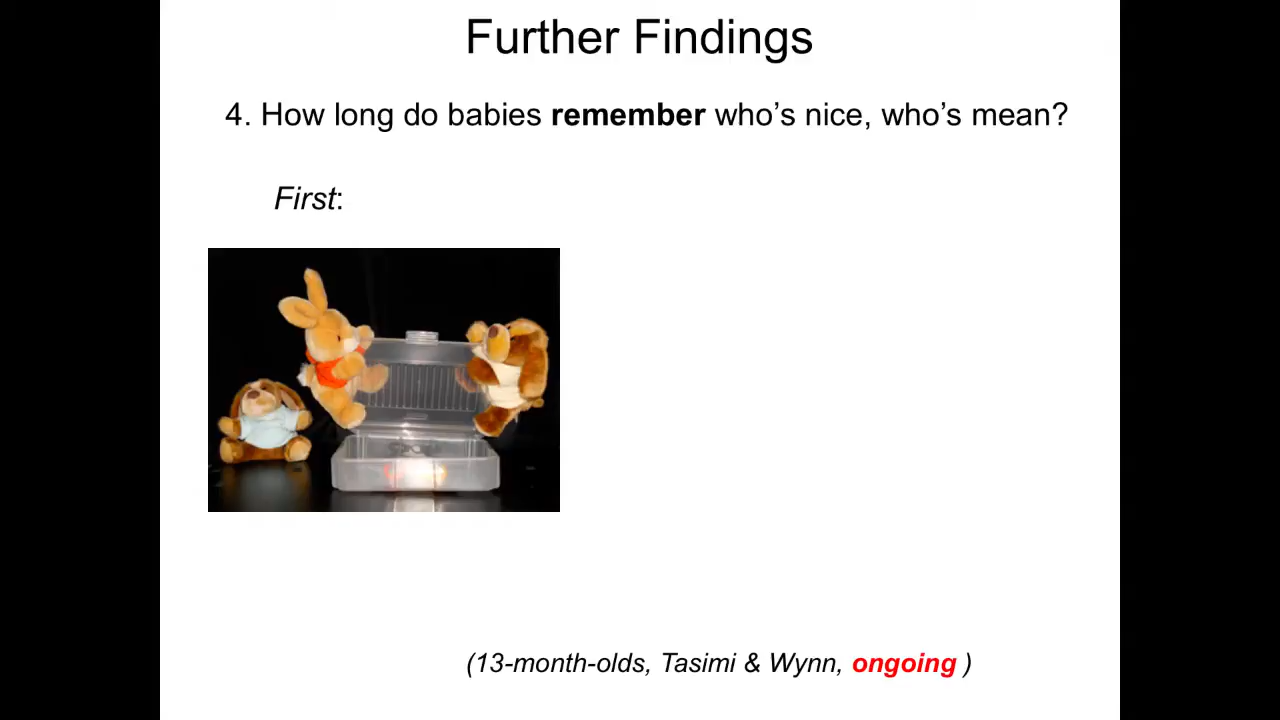 Further Findings
4. How long do babies remember who’s nice, who’s mean?
First:
(13-month-olds, Tasimi & Wynn, ongoing )